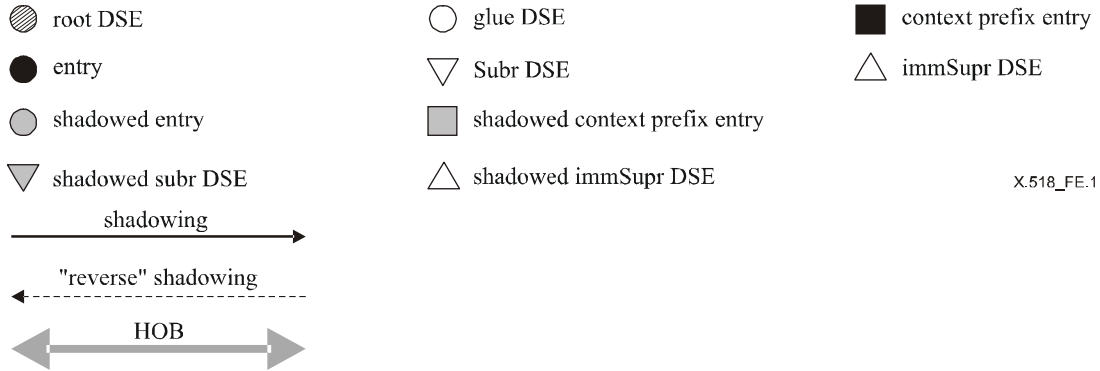 root DSE
glue DSE
context prefix entry
entry
Subr DSE
immSupr DSE
shadowed entry
shadowed context prefix entry
shadowed subr DSE
shadowed immSupr DSE
X.518_FE.1
shadowing
"reverse" shadowing
HOB